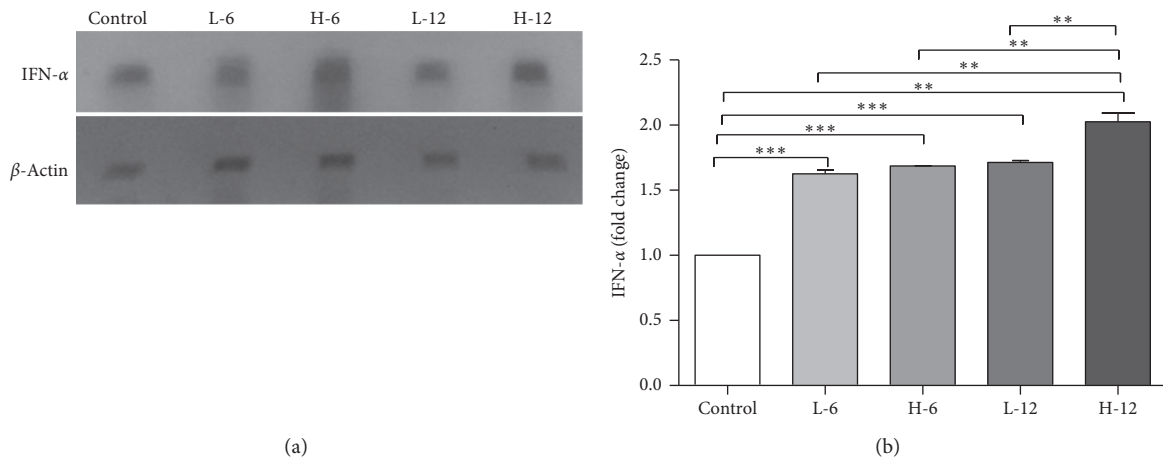 Control L-6 H-6 L-12 H-12
IFN-α
β-Actin
(a)
**
**
**
**
***
***
***
2.5
2.0
1.5
1.0
0.5
0.0
IFN-α (fold change)
Control L-6 H-6 L-12 H-12
(b)